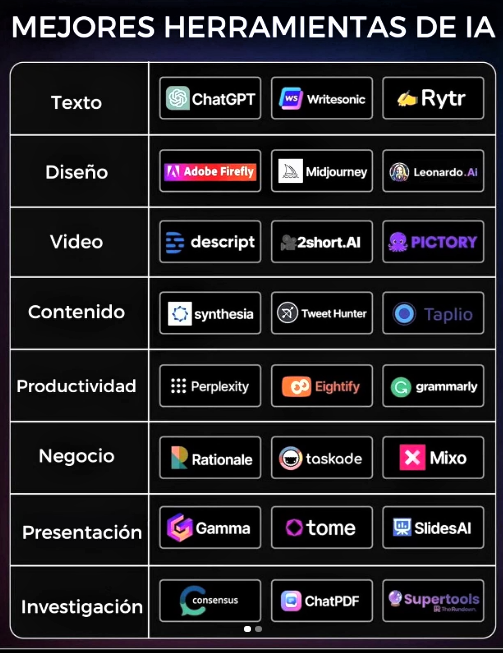 MEJORES HERRAMIENTAS DE IA
Texto
ChatGPT
WS Writesonic
Rytr
Diseño
Adobe Firefly
Midjourney
Leonardo.Ai
Video
descript
2short.AI
PICTORY
Contenido
synthesia
Tweet Hunter
Taplio
Productividad
Perplexity
Eightify
grammarly
Negocio
Rationale
taskade
Mixo
Presentación
Gamma
tome
SlidesAI
Investigación
consensus
ChatPDF
Supertools
TheRundown